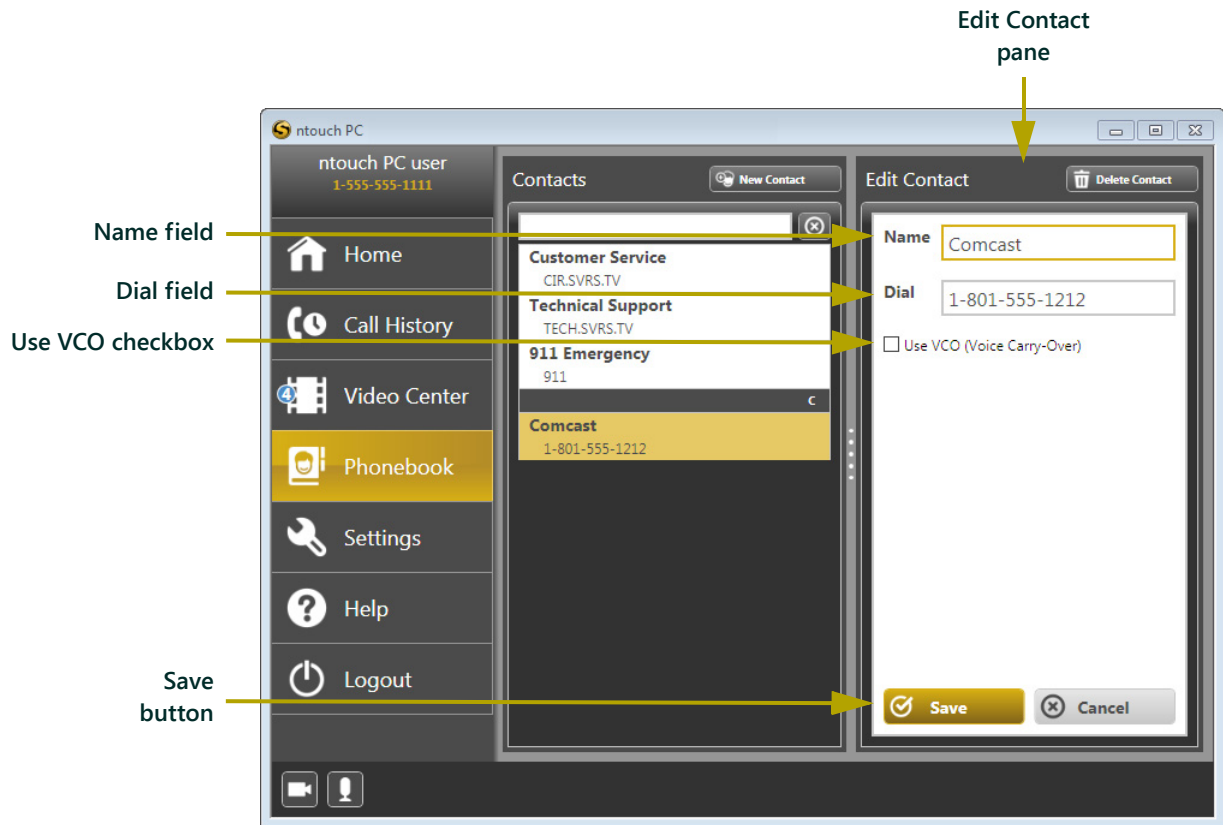 Edit Contact
pane
ntouch PC
ntouch PC user
1-555-555-1111
Contacts
New Contact
Edit Contact
Delete Contact
Name field
Dial field
Use VCO checkbox
Save
button
Home
Call History
4
Video Center
Phonebook
Settings
Help
Logout
Customer Service
CIR.SVRS.TV
Technical Support
TECH.SVRS.TV
911 Emergency
911
C
Comcast
1-801-555-1212
Name
Comcast
Dial
1-801-555-1212
Use VCO (Voice Carry-Over)
Save
Cancel